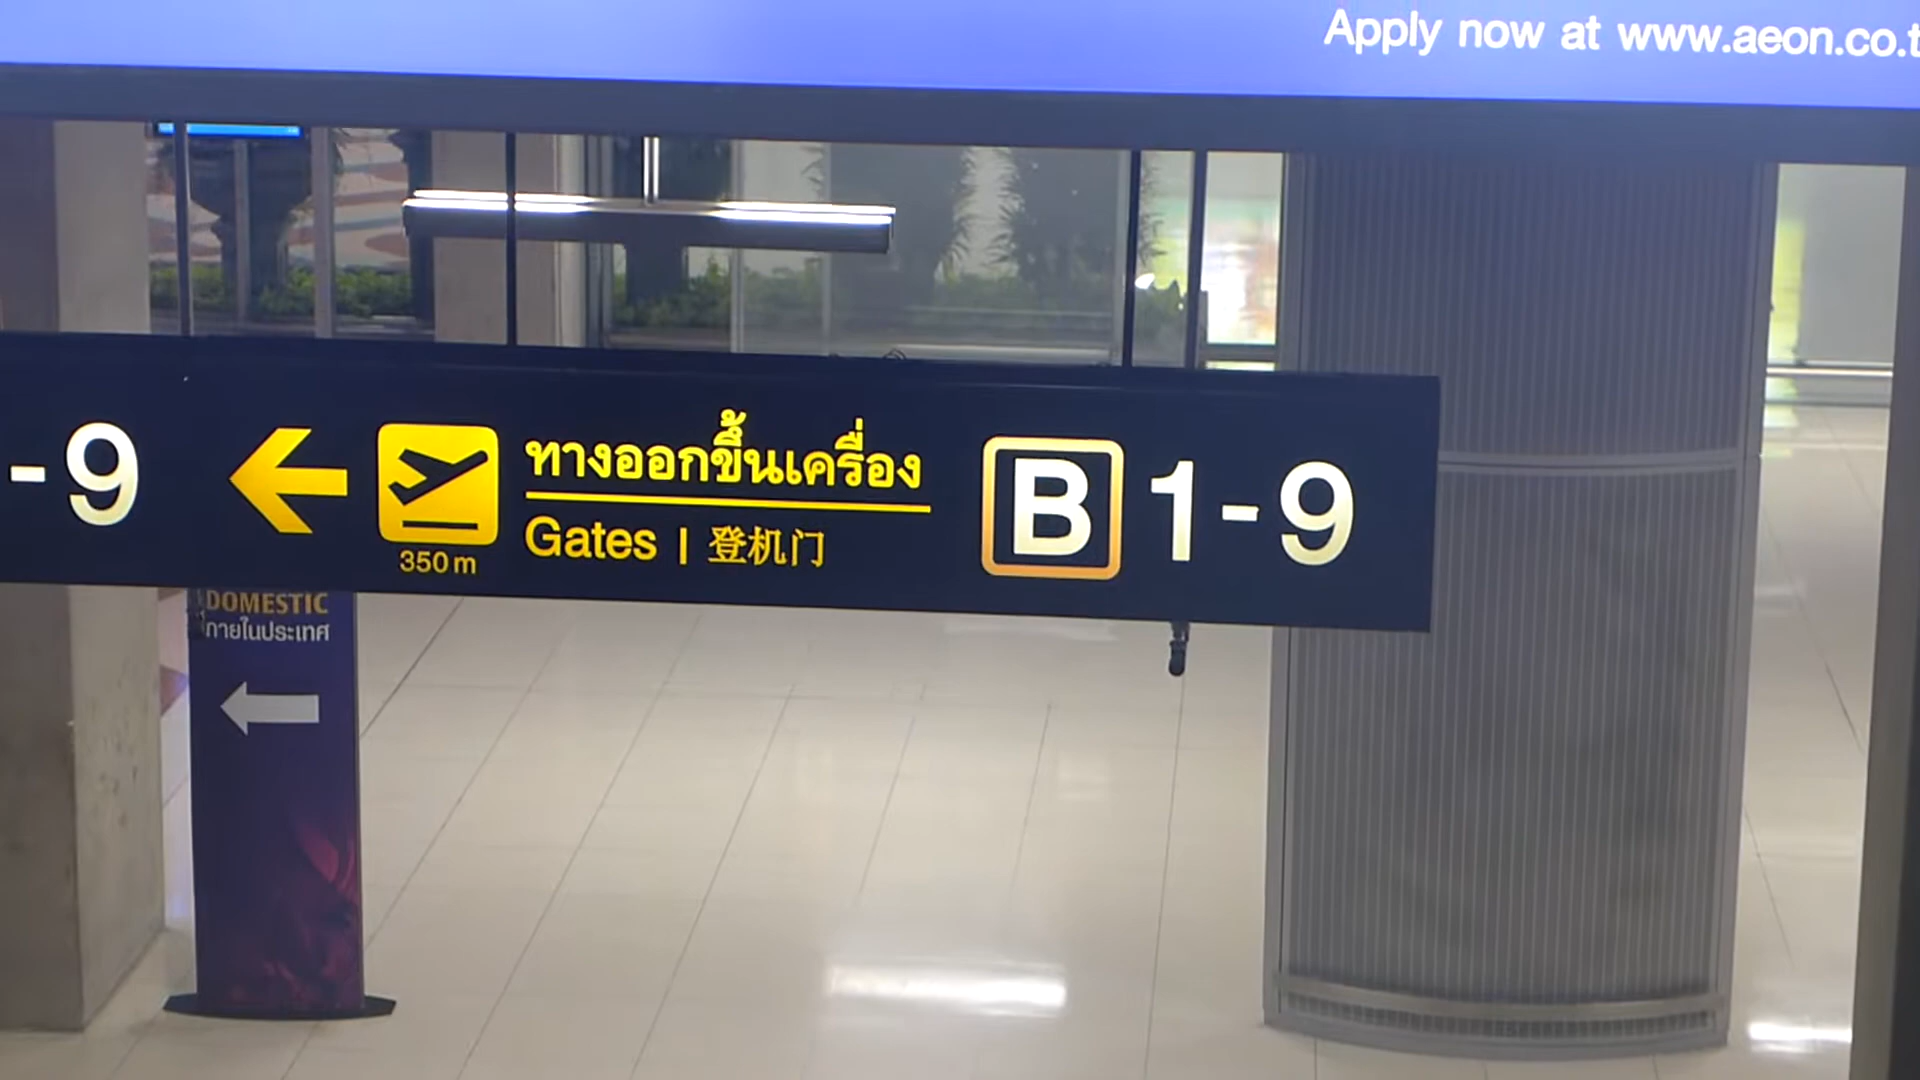 Apply now at www.aeon.co.t
-9
ทางออกขึ้นเครื่อง
Gates | 登机门
350 m
B 1-9
DOMESTIC
ภายในประเทศ